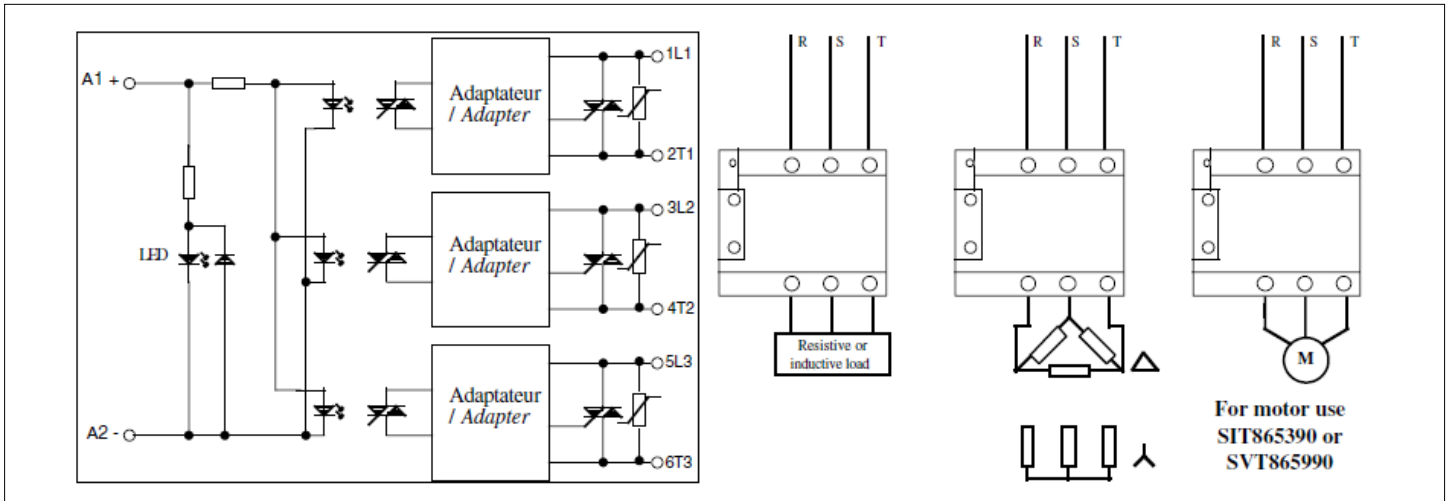 A1 +
LED
A2 -
Adaptateur
/ Adapter
1L1
2T1
Adaptateur
/ Adapter
3L2
4T2
Adaptateur
/ Adapter
5L3
6T3
R S T
Resistive or
inductive load
R S T
R S T
M
For motor use
SIT865390 or
SVT865990